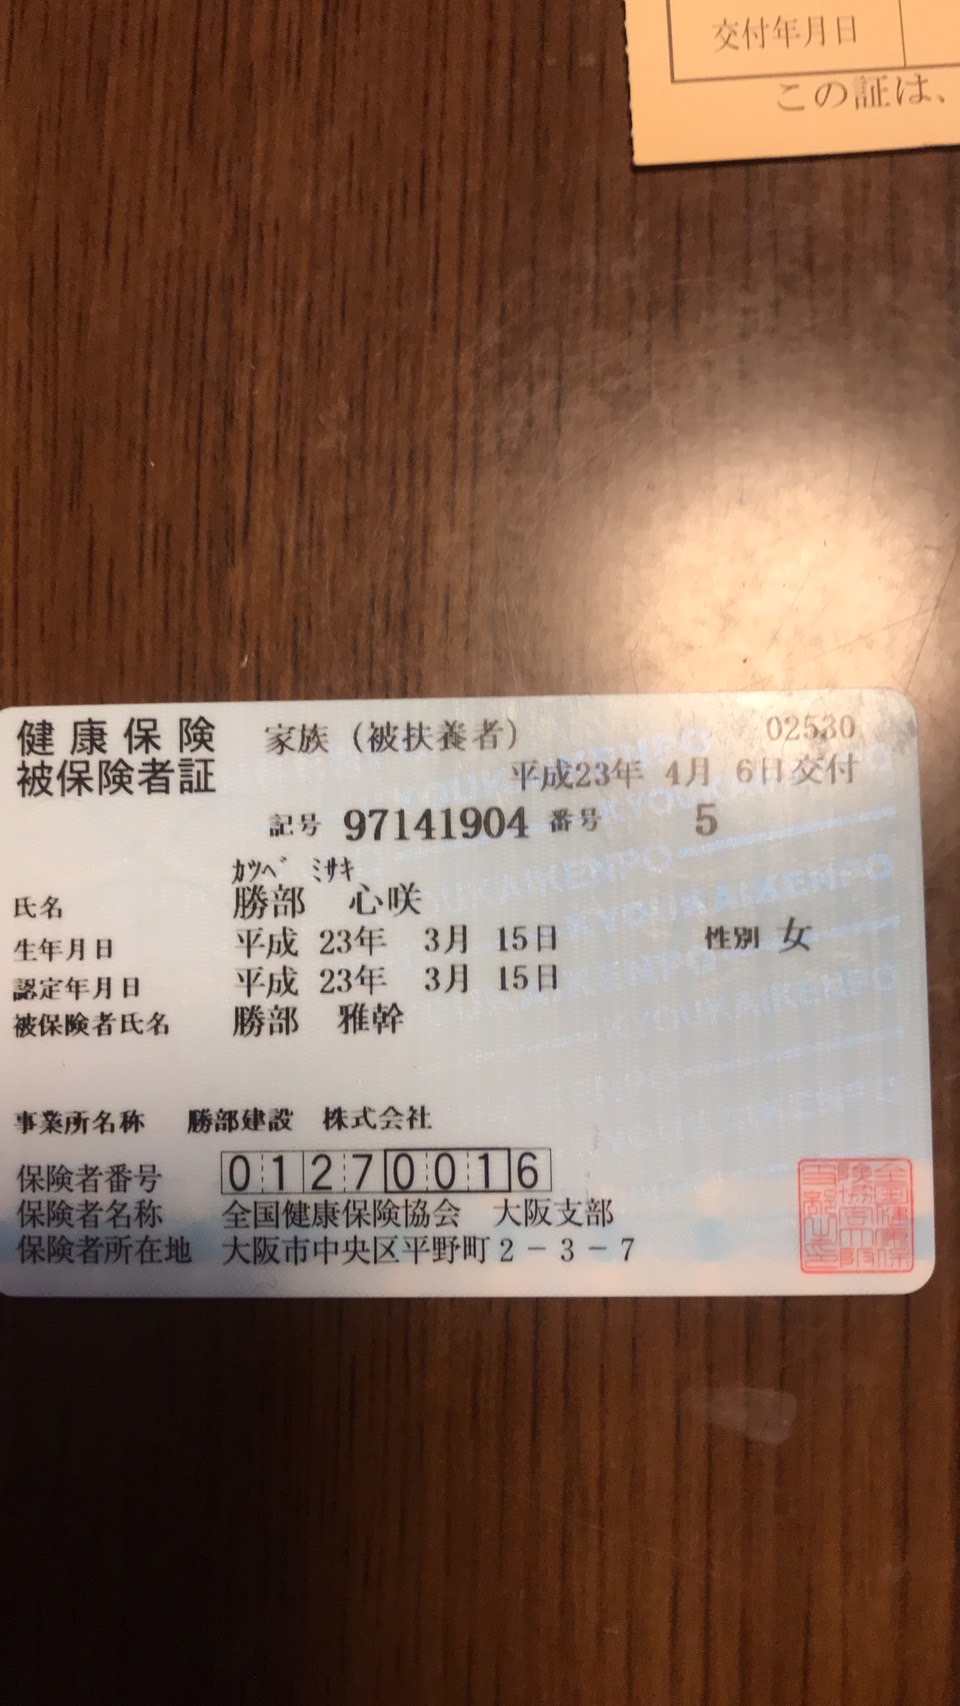 交付年月日
この証は、
健康保険 家族（被扶養者） 02530
被保険者証 平成23年 4月 6日交付
記号 97141904 番号 5
ｶﾂﾍﾞ ﾐｻｷ
氏名 勝部 心咲
生年月日 平成 23年 3月 15日 性別 女
認定年月日 平成 23年 3月 15日
被保険者氏名 勝部 雅幹
事業所名称 勝部建設 株式会社
保険者番号 01270016
保険者名称 全国健康保険協会 大阪支部
保険者所在地 大阪市中央区平野町2－3－7